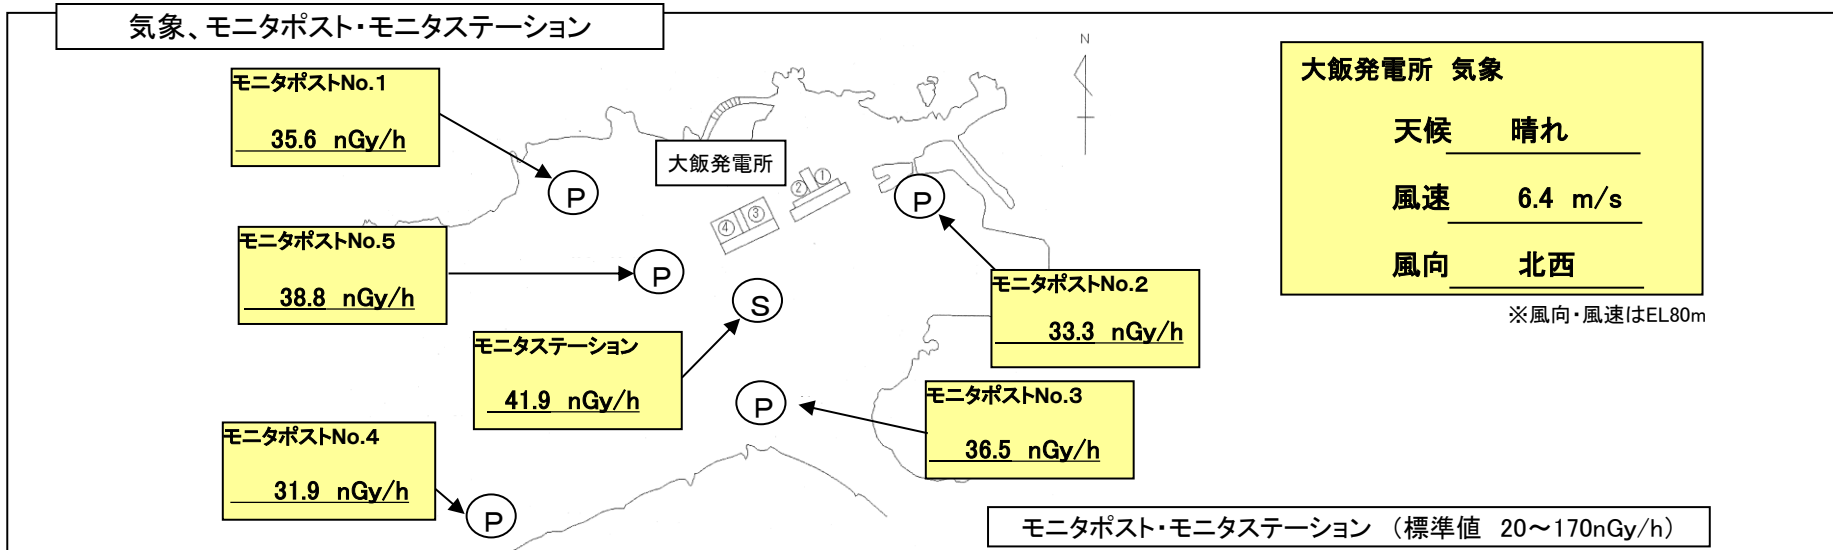 気象、モニタポスト・モニタステーション
モニタポストNo.1
35.6 nGy/h
モニタポストNo.5
38.8 nGy/h
モニタステーション
41.9 nGy/h
モニタポストNo.4
31.9 nGy/h
大飯発電所
P
P
S
P
P
P
①
②
③
④
N
モニタポストNo.2
33.3 nGy/h
モニタポストNo.3
36.5 nGy/h
大飯発電所 気象
天候 晴れ
風速 6.4 m/s
風向 北西
※風向・風速はEL80m
モニタポスト・モニタステーション （標準値 20～170nGy/h）